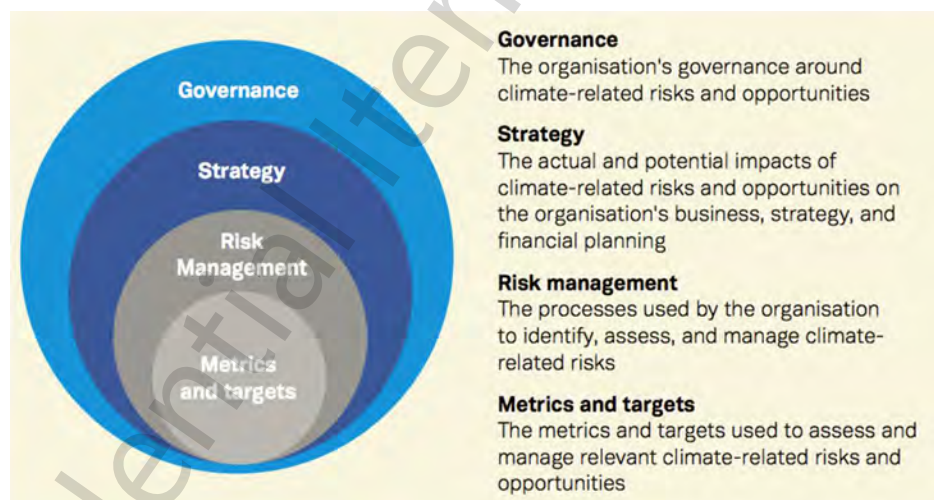 Governance
Strategy
Risk
Management
Metrics
and targets
Governance
The organisation's governance around
climate-related risks and opportunities
Strategy
The actual and potential impacts of
climate-related risks and opportunities on
the organisation's business, strategy, and
financial planning
Risk management
The processes used by the organisation
to identify, assess, and manage climate-
related risks
Metrics and targets
The metrics and targets used to assess and
manage relevant climate-related risks and
opportunities